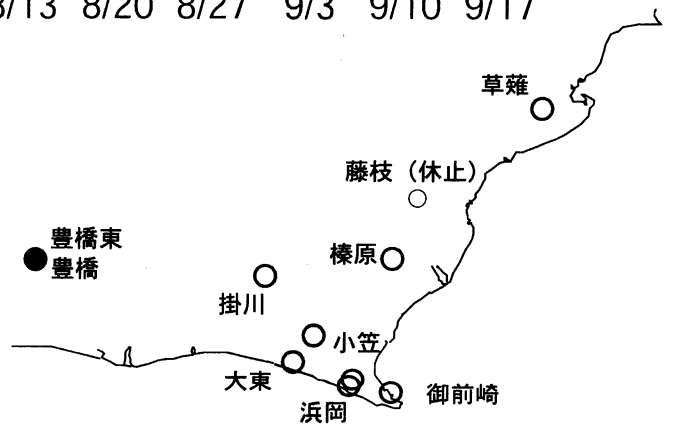 8/13 8/20 8/27 9/3 9/10 9/17
草薙
藤枝（休止）
豊橋東
豊橋
榛原
掛川
小笠
大東
浜岡
御前崎